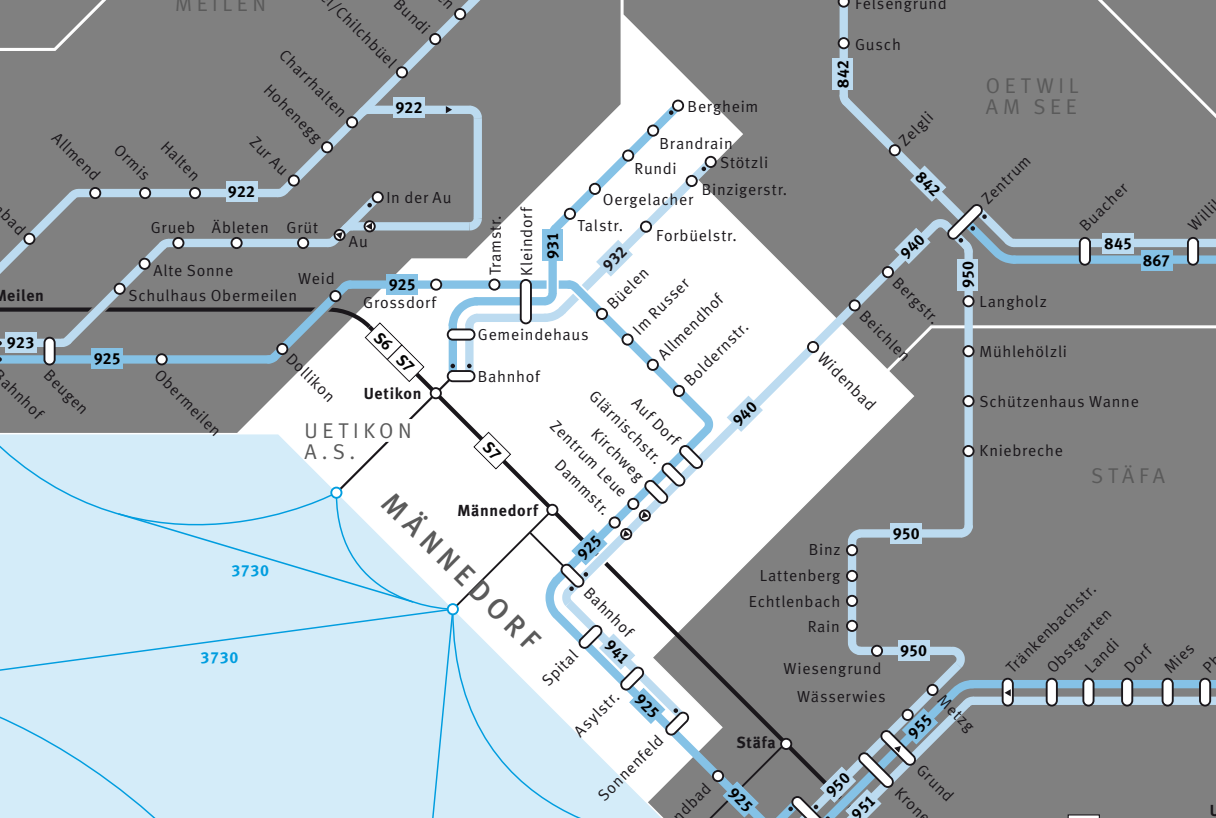 MEILEN
Felsengrund
Bundi
Gusch
842
OETWIL
AM SEE
Charrhalten
922
Bergheim
Hohenegg
Brandrain
Zelgli
Stötzli
Allmend
Ormis
Halten
Zur Au
Rundi
842
Zentrum
Binzigerstr.
922
In der Au
Oergelacher
Buacher
Grueb
Äbleten
Grüt
Au
Tramstr.
Kleindorf
931
Talstr.
Forbüelstr.
940
845
867
Alte Sonne
932
950
Weid
925
Büelen
Bergstr.
Meilen
Schulhaus Obermeilen
Grossdorf
Im Russer
Langholz
Gemeindehaus
Allmendhof
Beichlen
923
925
S6
S7
Boldernstr.
Mühlehölzli
Bahnhof
Beugen
Obermeilen
Dollikon
Uetikon
Bahnhof
Widenbad
Schützenhaus Wanne
UETIKON
A.S.
940
Auf Dorf
Glärnischstr.
Kirchweg
Zentrum Leue
Dammstr.
S7
Kniebreche
STÄFA
MÄNNEDORF
Männedorf
925
950
Binz
3730
Lattenberg
Echtlenbach
Bahnhof
Rain
Tränkenbachstr.
Obstgarten
Landi
Dorf
Mies
3730
Spital
941
Wiesengrund
950
Asylstr.
925
Wässerwies
Metzg
955
Sonnenfeld
Stäfa
Grund
925
950
951
Krone